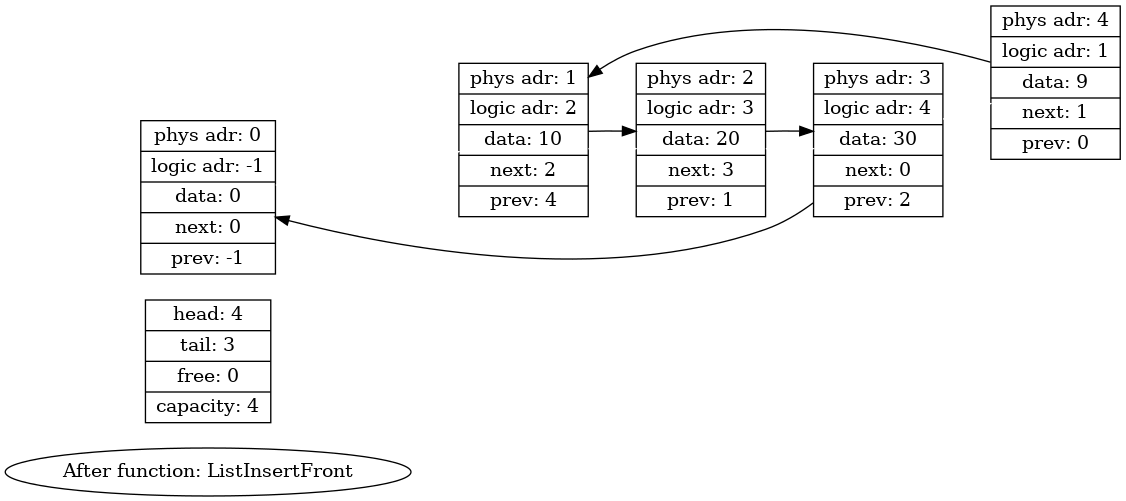 phys adr: 4
logic adr: 1
data: 9
next: 1
prev: 0
phys adr: 1
logic adr: 2
data: 10
next: 2
prev: 4
phys adr: 2
logic adr: 3
data: 20
next: 3
prev: 1
phys adr: 3
logic adr: 4
data: 30
next: 0
prev: 2
phys adr: 0
logic adr: -1
data: 0
next: 0
prev: -1
head: 4
tail: 3
free: 0
capacity: 4
After function: ListInsertFront